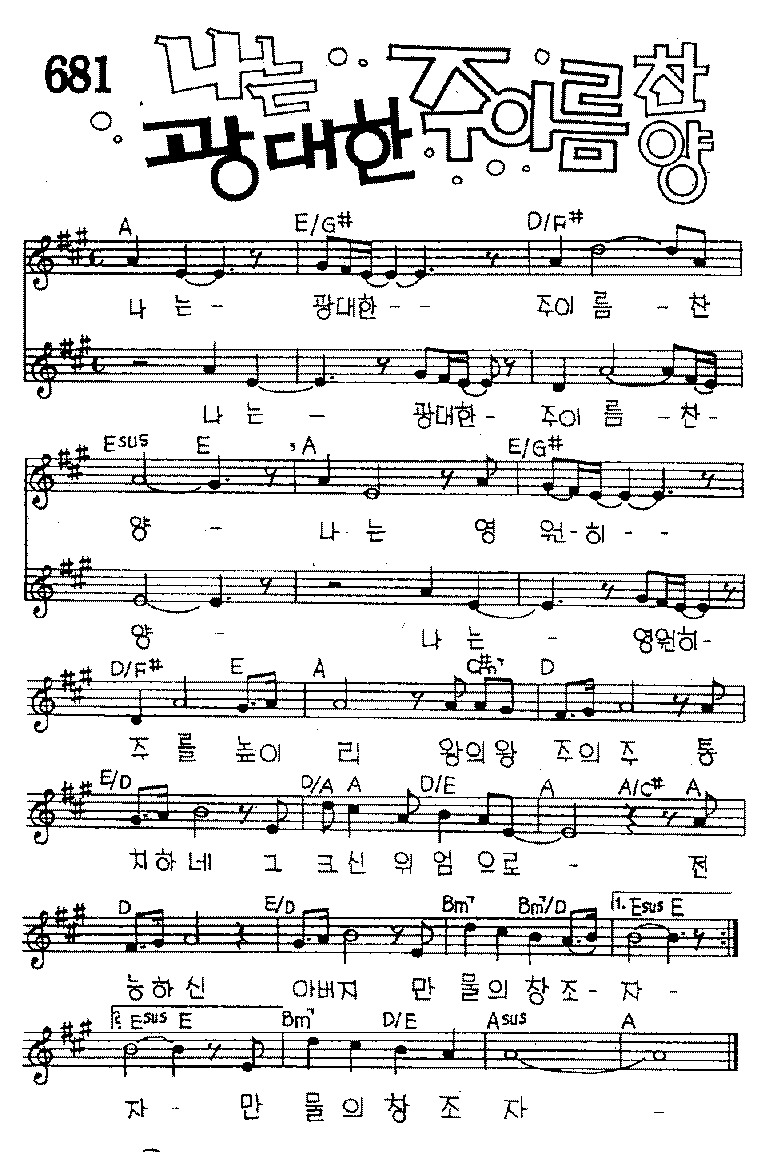 681
나는 주 이름 찬양
광대한
A E/G# D/F#
나 는 - 광대한 - - 주이 름 - 찬
나 는 - 광대한 - 주이 름 - 찬 -
Esus E , A E/G#
양 - 나 는 영 원-히 - -
양 - 나 는 - 영원히-
D/F# E A C#m7 D
주 를 높이 리 왕의왕 주의 주 통
E/D D/A A D/E A A/C# A
치하 네 그 크신 위 엄 으로 - 전
D E/D Bm7 Bm7/D 1. Esus E
능하 신 아버지 만 물의 창 조 - 자 -
2. Esus E Bm7 D/E Asus A
자 - 만 물 의 창 조 자 -